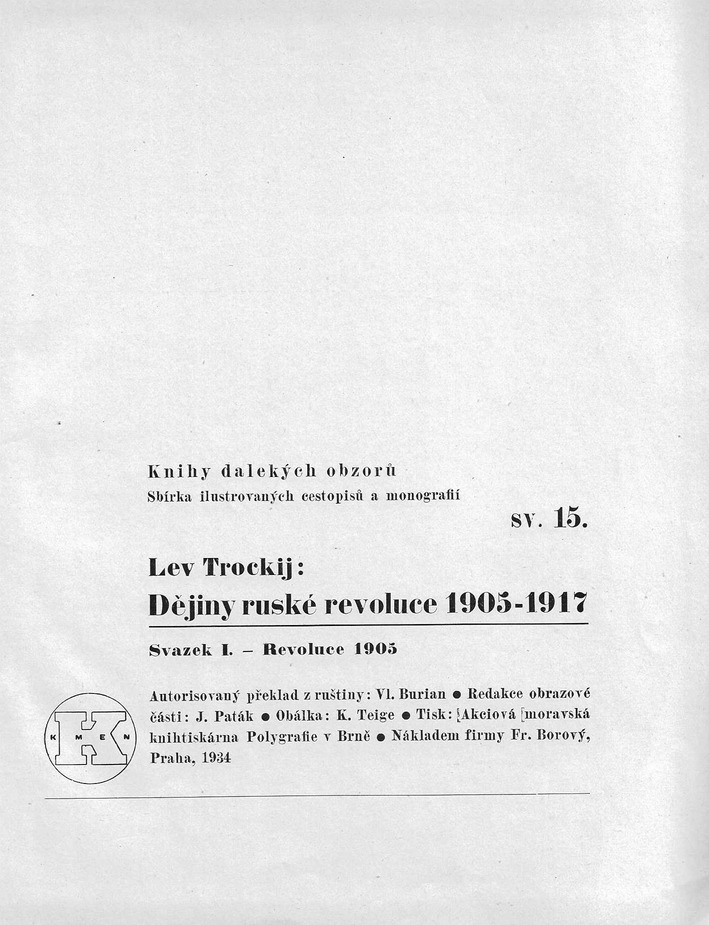 Knihy dalekých obzorů
Sbírka ilustrovaných cestopisů a monografií
sv. 15.
Lev Trockij:
Dějiny ruské revoluce 1905-1917
Svazek I. – Revoluce 1905
Autorisovaný překlad z ruštiny: Vl. Burian ● Redakce obrazové
části: J. Paták ● Obálka: K. Teige ● Tisk: [Akciová [moravská
knihtiskárna Polygrafie v Brně ● Nákladem firmy Fr. Borový,
Praha, 1934
K M E N